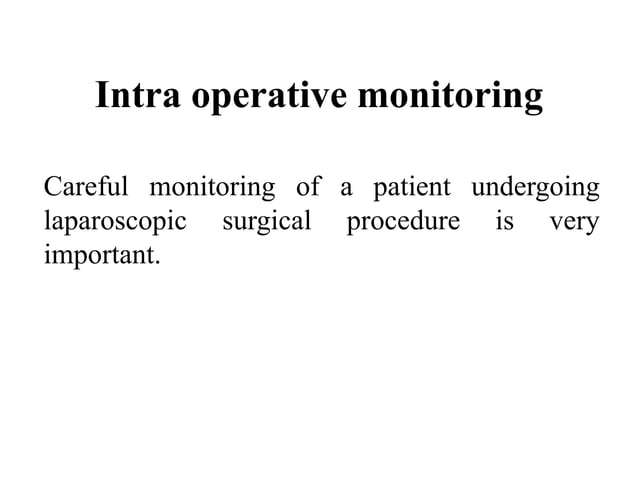 Intra operative monitoring
Careful monitoring of a patient undergoing
laparoscopic surgical procedure is very
important.